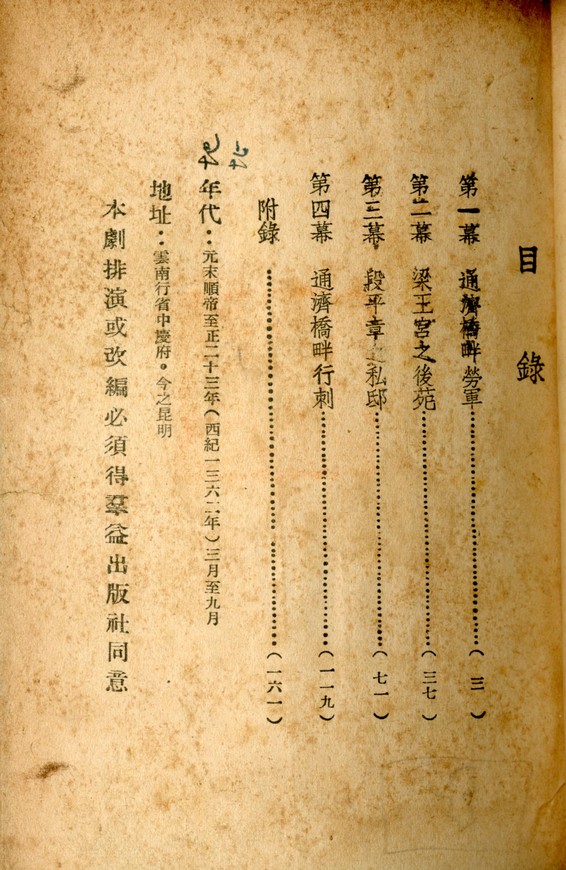 目錄
第一幕 通濟橋畔勞軍……………………(三)
第二幕 梁王宮之後苑……………………(三七)
第三幕 段平章之私邸……………………(七一)
第四幕 通濟橋畔行刺……………………(一一九)
附錄……………………(一六一)
年代：元末順帝至正二十三年(西紀一三六二年)三月至九月
地址：雲南行省中慶府。今之昆明
本劇排演或改編必須得羣益出版社同意